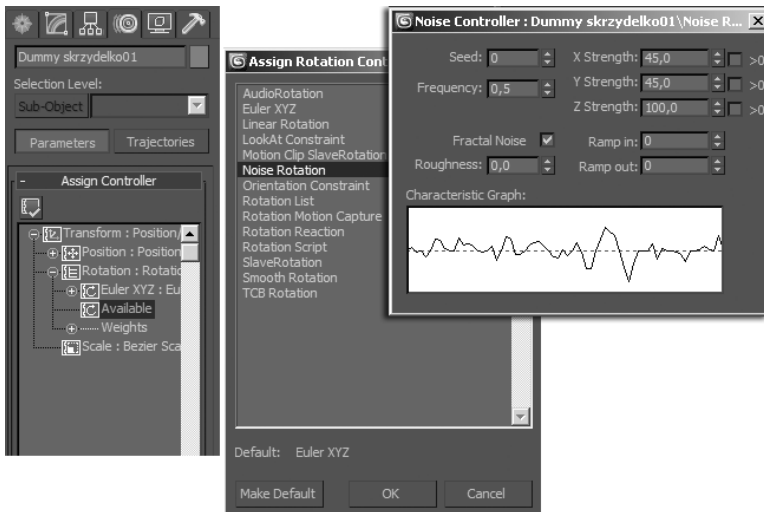 Dummy skrzydelko01
Selection Level:
Sub-Object
Parameters Trajectories
- Assign Controller
Transform : Position/
Position : Position
Rotation : Rotatio
Euler XYZ : Eu
Available
Weights
Scale : Bezier Sca
Assign Rotation Cont
AudioRotation
Euler XYZ
Linear Rotation
LookAt Constraint
Motion Clip SlaveRotation
Noise Rotation
Orientation Constraint
Rotation List
Rotation Motion Capture
Rotation Reaction
Rotation Script
SlaveRotation
Smooth Rotation
TCB Rotation
Default: Euler XYZ
Make Default OK Cancel
Noise Controller : Dummy skrzydelko01\Noise R...
Seed: 0 X Strength: 45,0 >0
Frequency: 0,5 Y Strength: 45,0 >0
Z Strength: 100,0 >0
Fractal Noise Ramp in: 0
Roughness: 0,0 Ramp out: 0
Characteristic Graph: